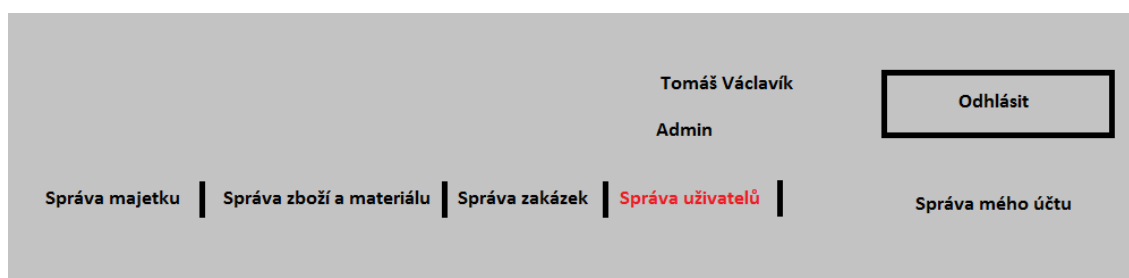 Tomáš Václavík
Odhlásit
Admin
Správa majetku
Správa zboží a materiálu
Správa zakázek
Správa uživatelů
Správa mého účtu